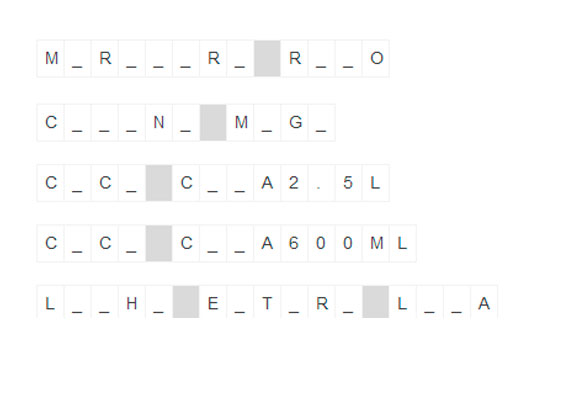 M _ R _ _ _ R _ R _ _ O
C _ _ _ N _ M _ G _
C _ C _ C _ _ A 2 . 5 L
C _ C _ C _ _ A 6 0 0 M L
L _ _ H _ E _ T _ R _ L _ _ A